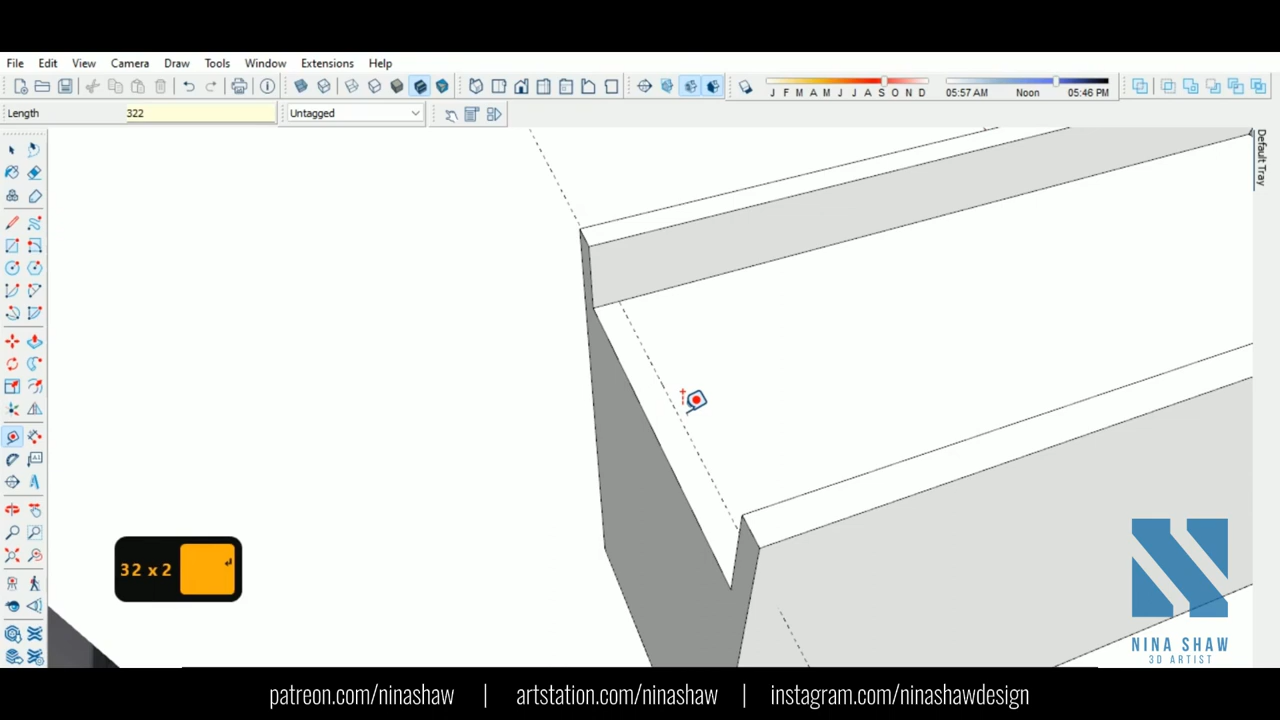 File Edit View Camera Draw Tools Window Extensions Help
J F M A M J J A S O N D 05:57 AM Noon 05:46 PM
Length 322 Untagged
Default Tray
32 x 2
NINA SHAW
3D ARTIST
patreon.com/ninashaw | artstation.com/ninashaw | instagram.com/ninashawdesign